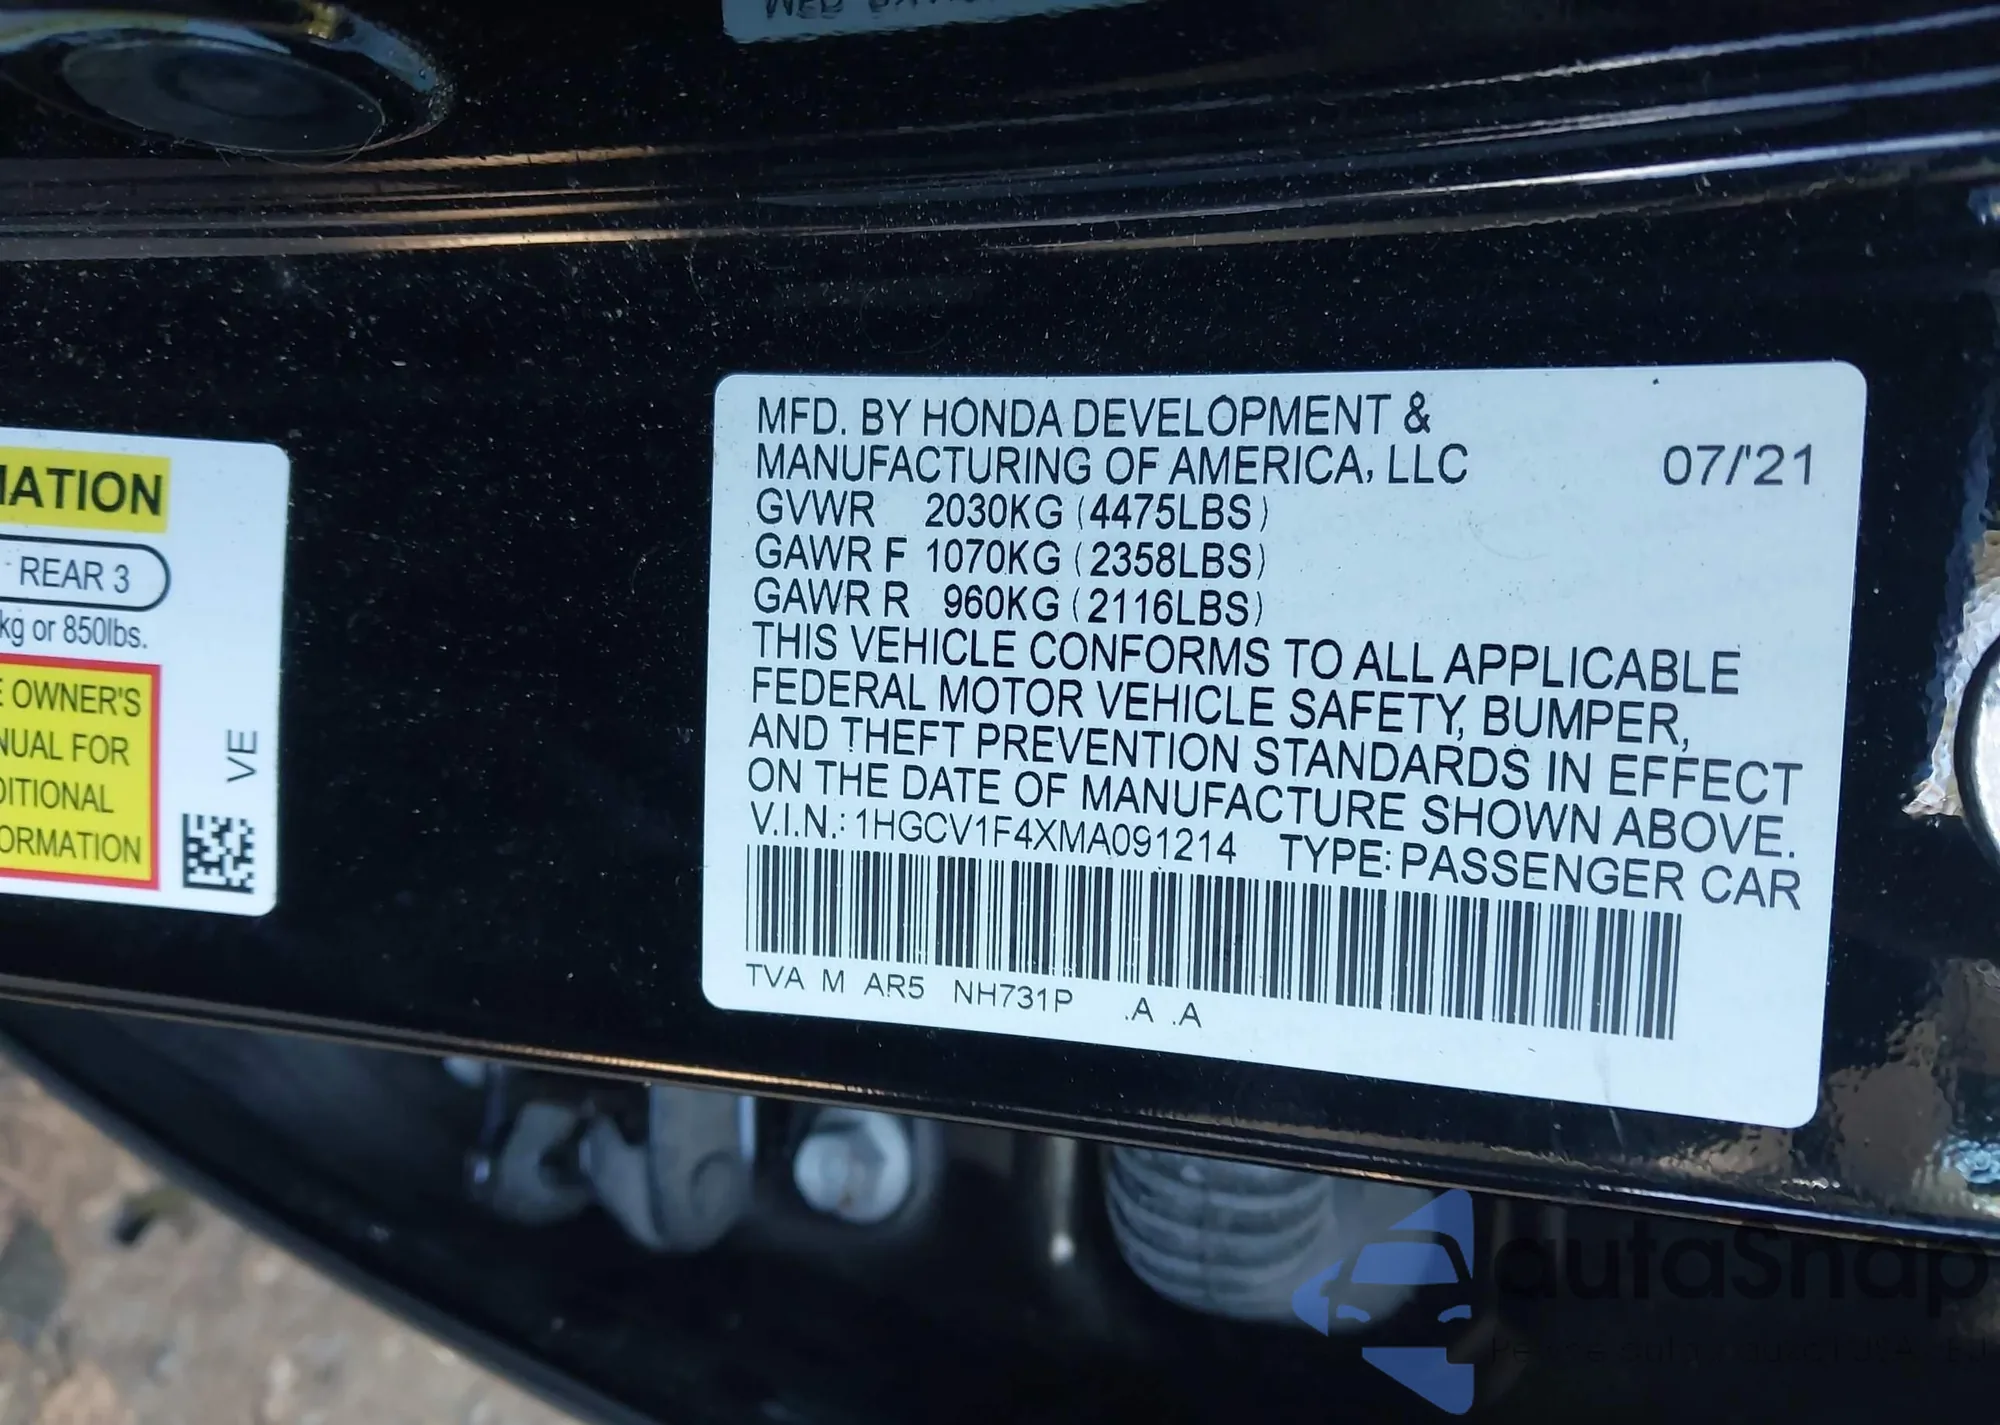 IATION
REAR 3
kg or 850lbs.
OWNER'S
NUAL FOR
DITIONAL
ORMATION
VE
MFD. BY HONDA DEVELOPMENT &
MANUFACTURING OF AMERICA, LLC 07/'21
GVWR 2030KG (4475LBS)
GAWR F 1070KG (2358LBS)
GAWR R 960KG (2116LBS)
THIS VEHICLE CONFORMS TO ALL APPLICABLE
FEDERAL MOTOR VEHICLE SAFETY, BUMPER,
AND THEFT PREVENTION STANDARDS IN EFFECT
ON THE DATE OF MANUFACTURE SHOWN ABOVE.
V.I.N.: 1HGCV1F4XMA091214 TYPE: PASSENGER CAR
TVA M AR5 NH731P .A .A
autaSnap